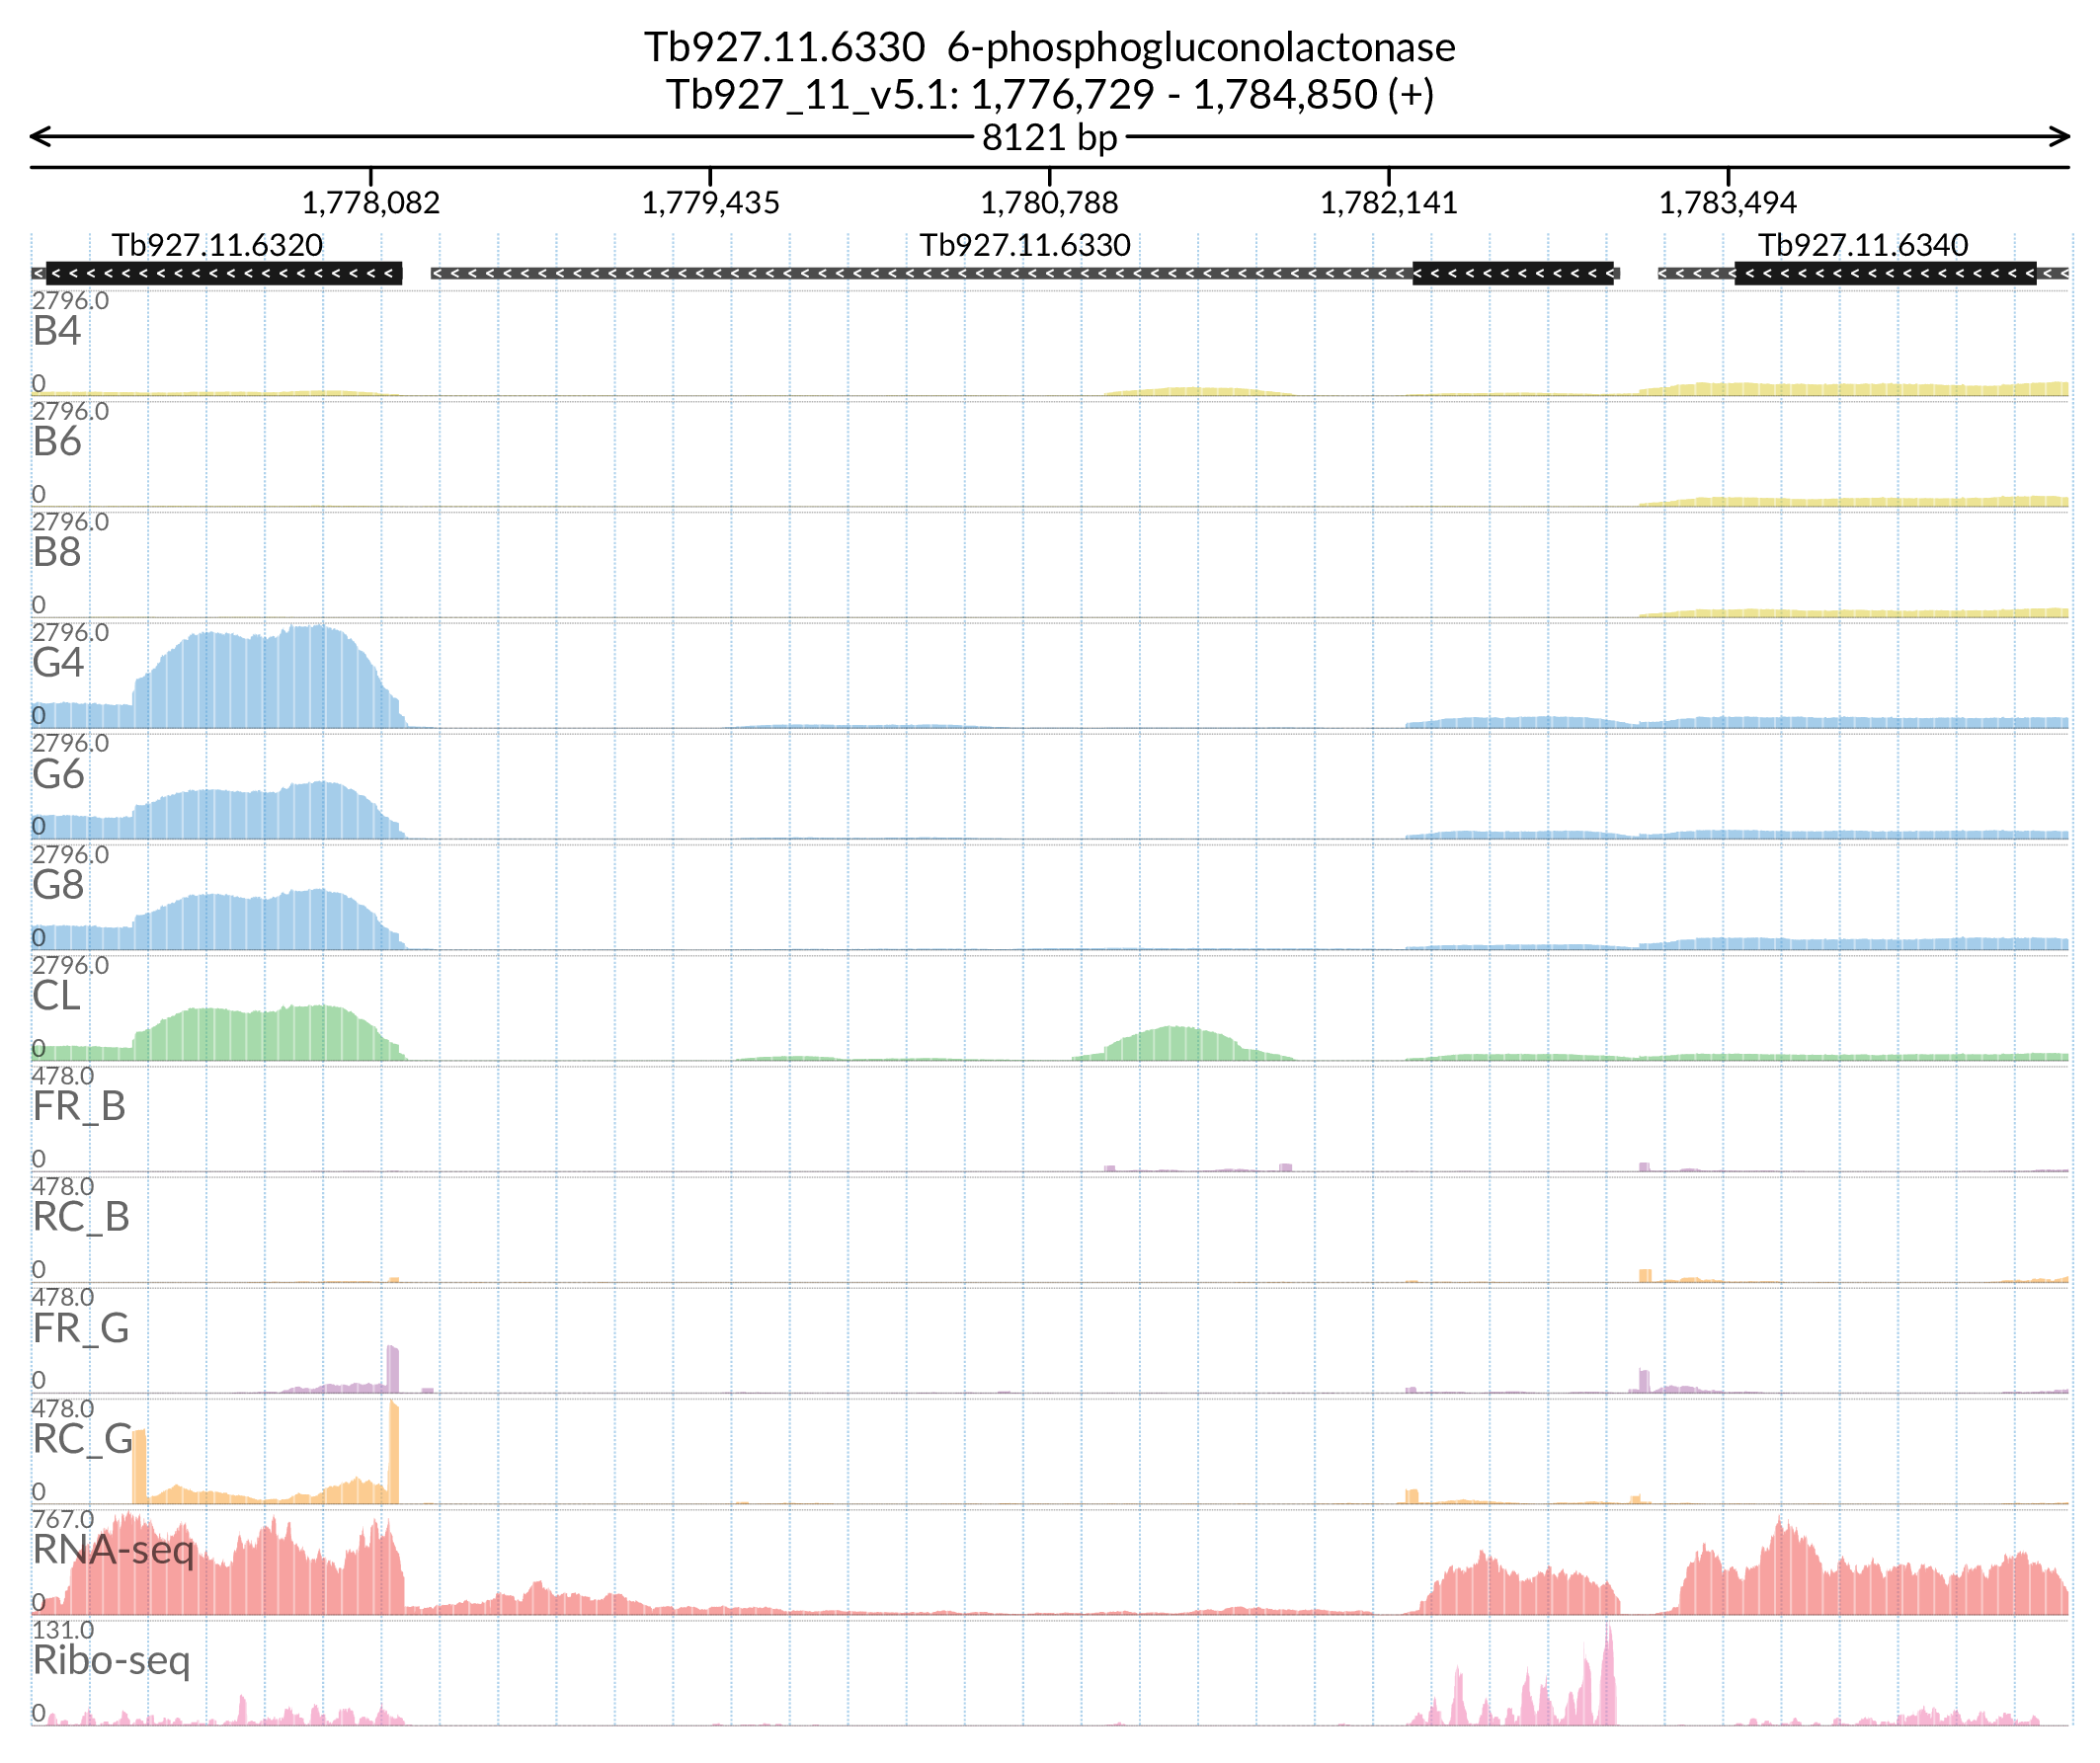 Tb927.11.6330  6-phosphogluconolactonase
Tb927_11_v5.1: 1,776,729 - 1,784,850 (+)
8121 bp
1,778,082 1,779,435 1,780,788 1,782,141 1,783,494
Tb927.11.6320 Tb927.11.6330 Tb927.11.6340
2796.0
B4
0
2796.0
B6
0
2796.0
B8
0
2796.0
G4
0
2796.0
G6
0
2796.0
G8
0
2796.0
CL
0
478.0
FR_B
0
478.0
RC_B
0
478.0
FR_G
0
478.0
RC_G
0
767.0
RNA-seq
0
131.0
Ribo-seq
0